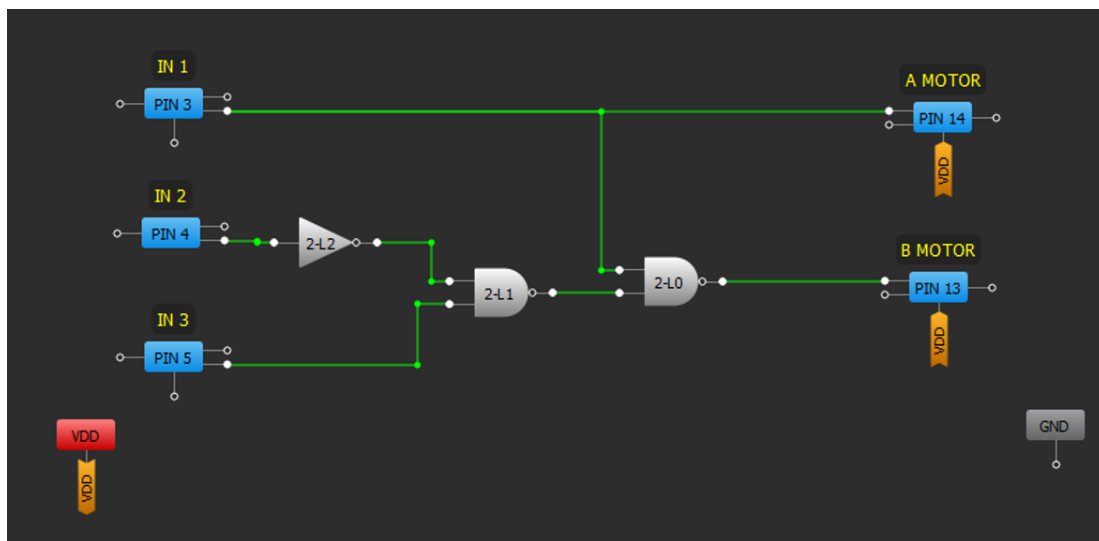 IN 1
PIN 3
A MOTOR
PIN 14
VDD
IN 2
PIN 4
2-L2
B MOTOR
2-L1
2-L0
PIN 13
VDD
IN 3
PIN 5
VDD
VDD
GND